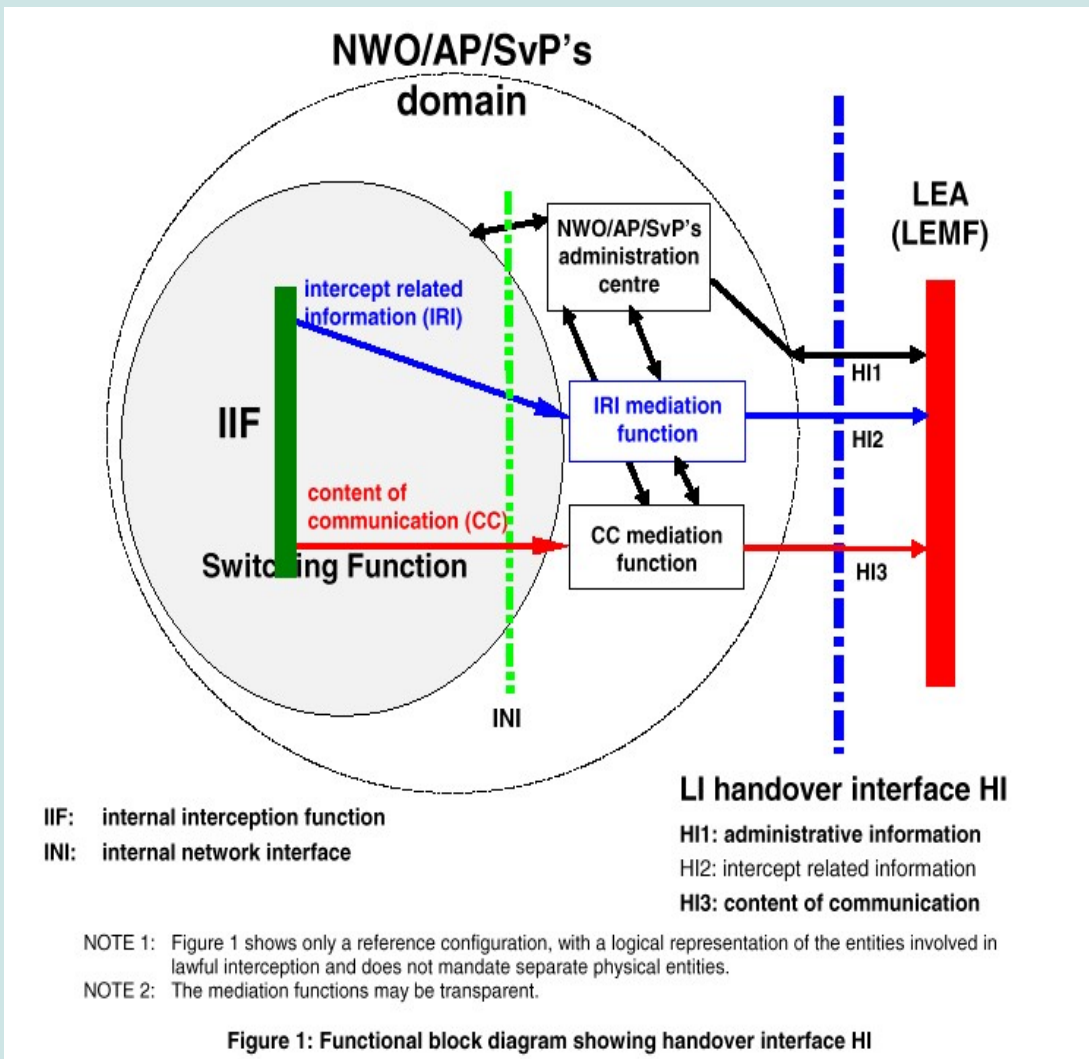 NWO/AP/SvP's
domain
LEA
(LEMF)
NWO/AP/SvP's
administration
centre
intercept related
information (IRI)
HI1
IIF
IRI mediation
function
HI2
content of
communication (CC)
CC mediation
function
Switching Function
HI3
INI
LI handover interface HI
IIF: internal interception function
HI1: administrative information
INI: internal network interface
HI2: intercept related information
HI3: content of communication
NOTE 1: Figure 1 shows only a reference configuration, with a logical representation of the entities involved in
lawful interception and does not mandate separate physical entities.
NOTE 2: The mediation functions may be transparent.
Figure 1: Functional block diagram showing handover interface HI